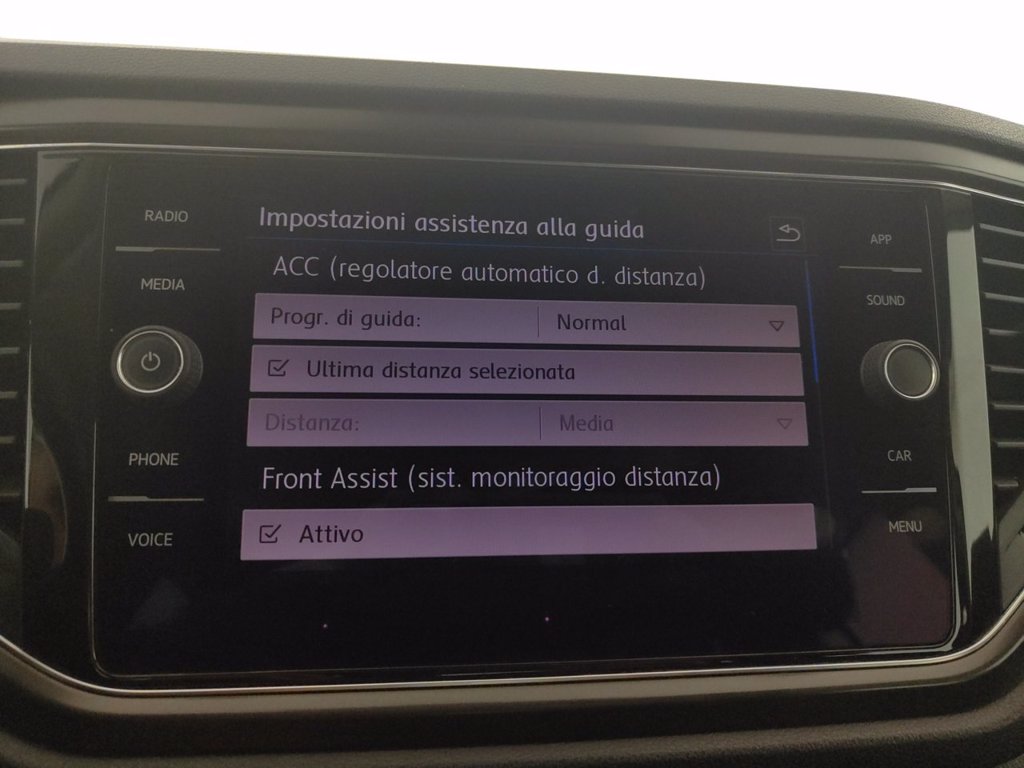 RADIO
MEDIA
PHONE
VOICE
Impostazioni assistenza alla guida
ACC (regolatore automatico d. distanza)
Progr. di guida: Normal
Ultima distanza selezionata
Distanza: Media
Front Assist (sist. monitoraggio distanza)
Attivo
APP
SOUND
CAR
MENU